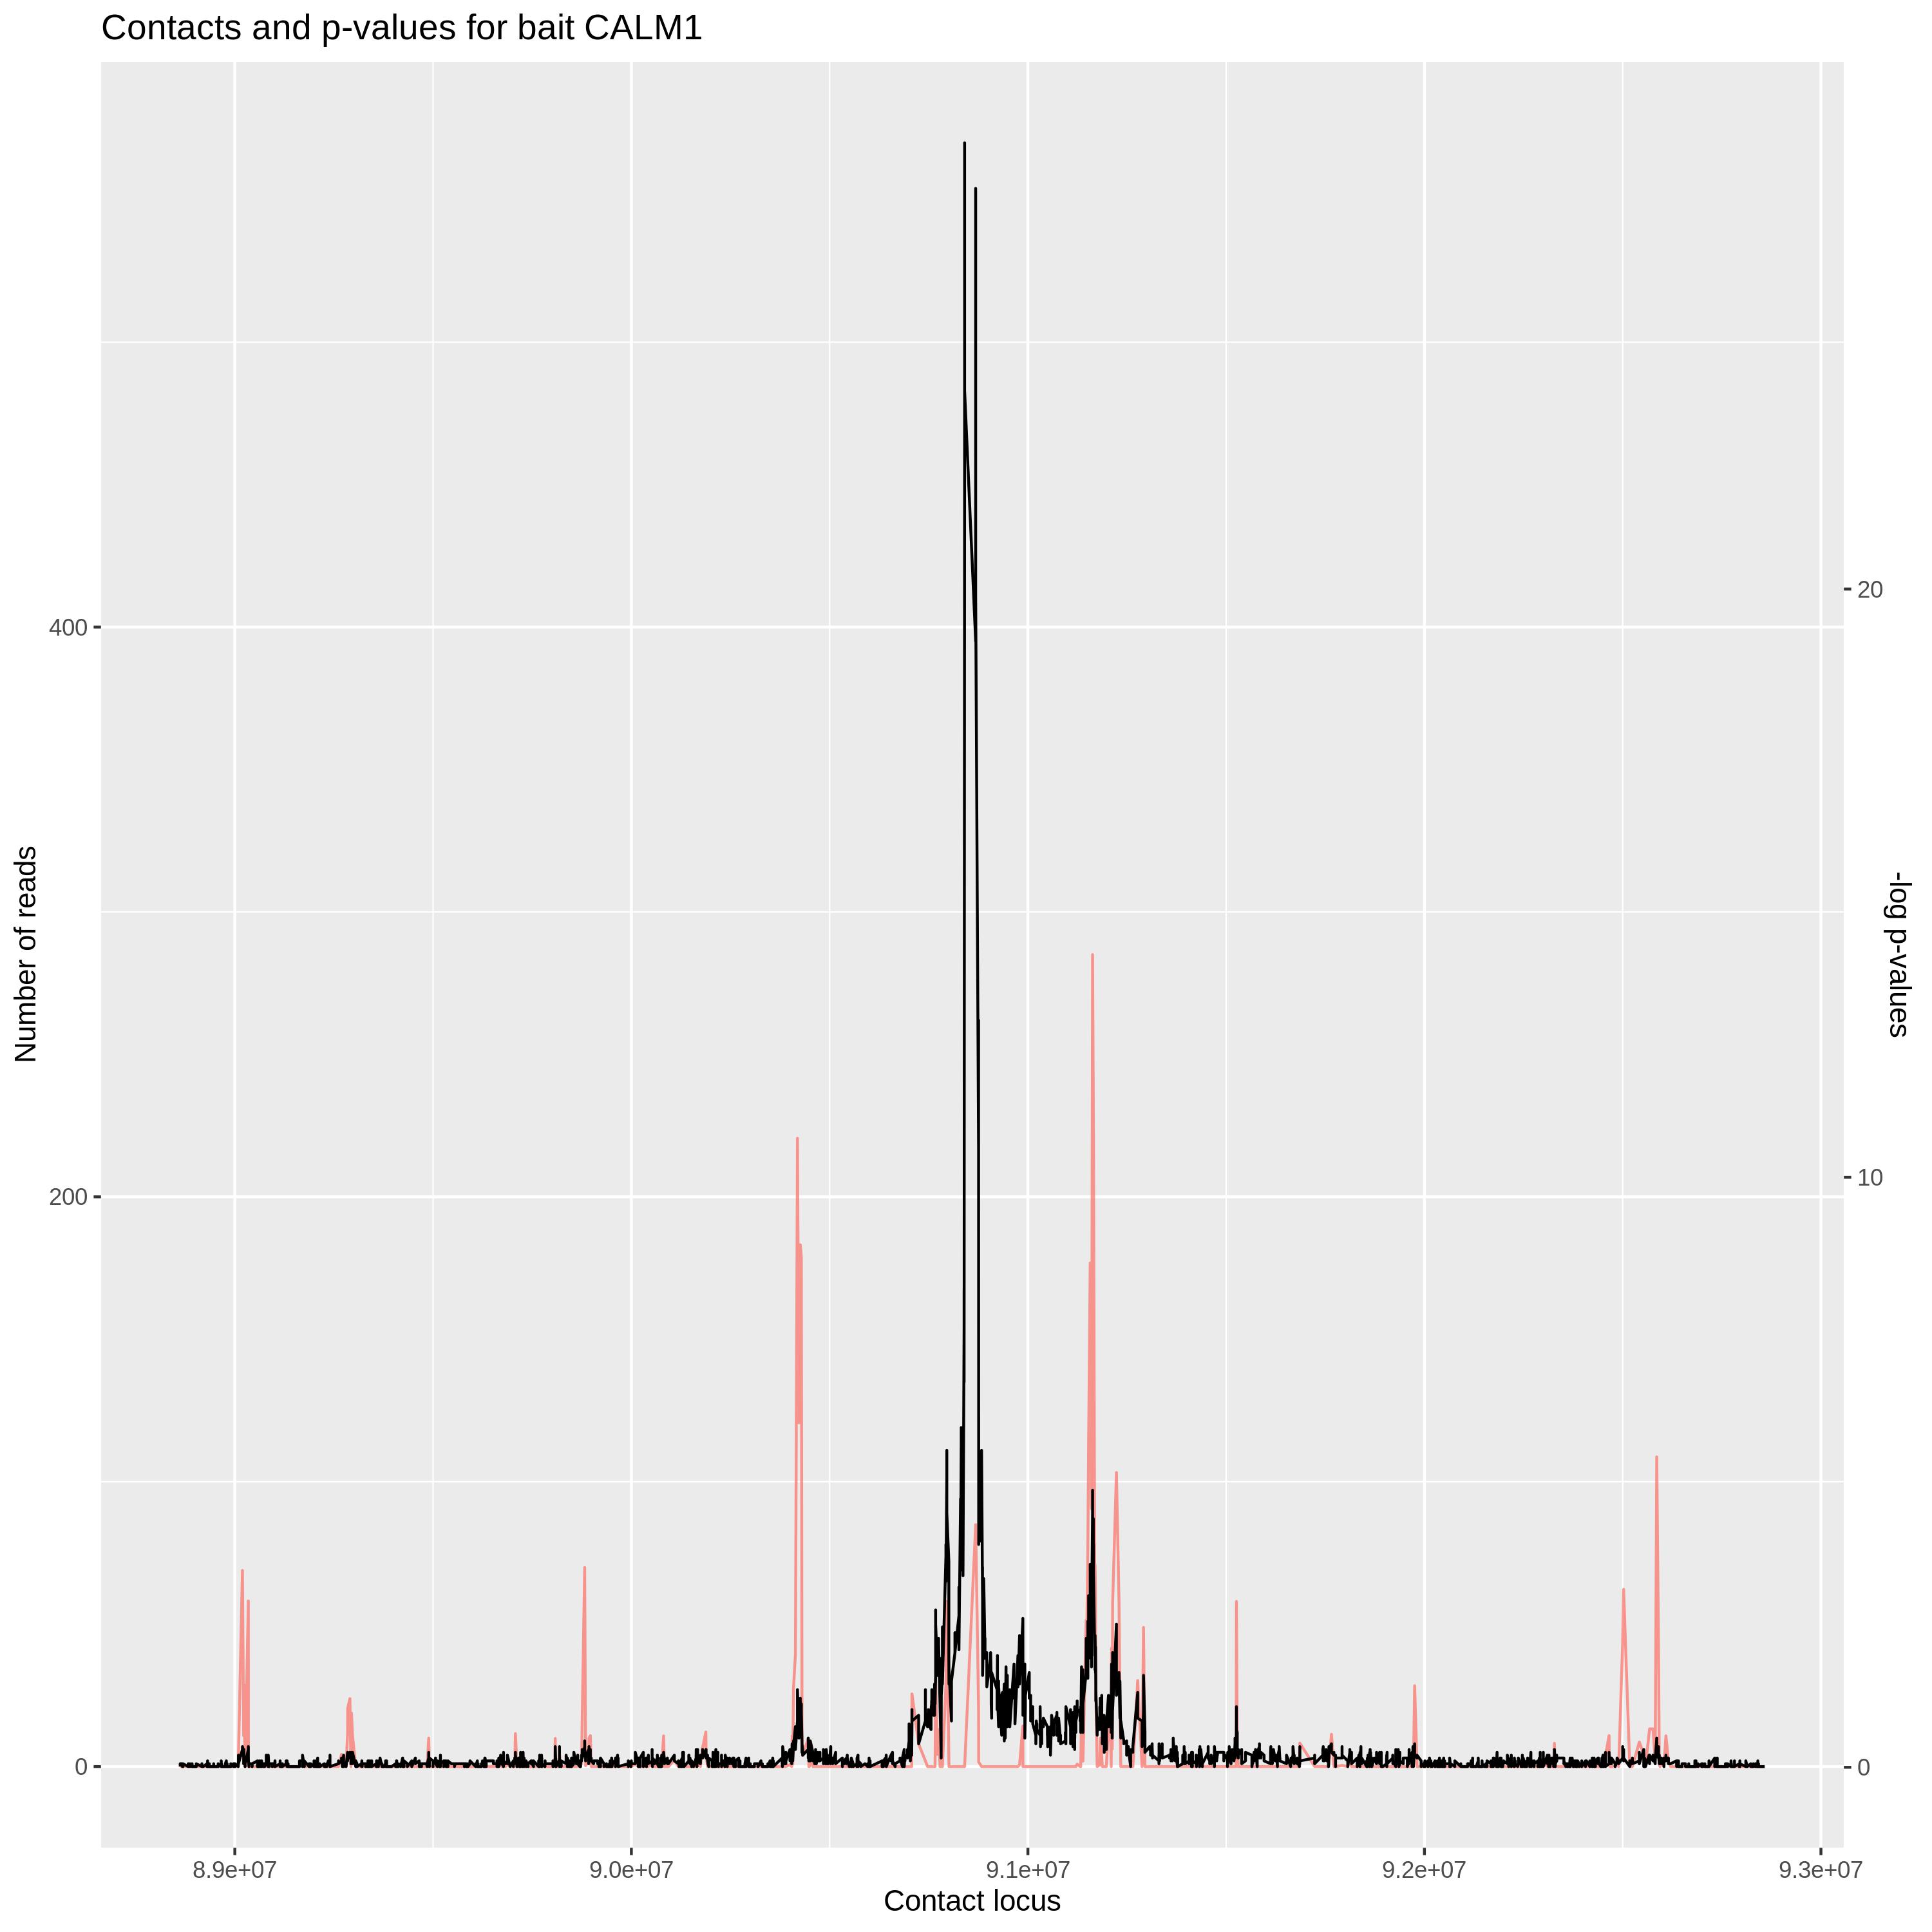 Contacts and p-values for bait CALM1
Number of reads
400
200
0
20
10
0
-log p-values
8.9e+07
9.0e+07
9.1e+07
9.2e+07
9.3e+07
Contact locus